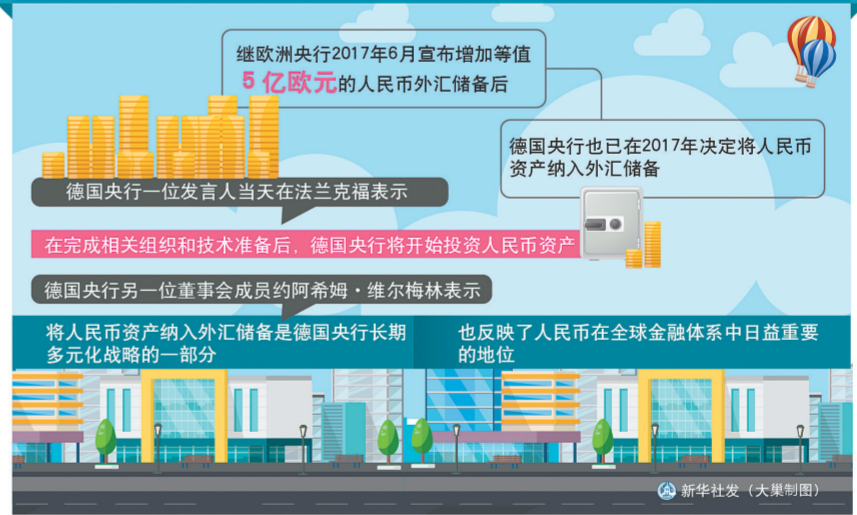 继欧洲央行2017年6月宣布增加等值
5亿欧元的人民币外汇储备后
德国央行也已在2017年决定将人民币
资产纳入外汇储备
德国央行一位发言人当天在法兰克福表示
在完成相关组织和技术准备后，德国央行将开始投资人民币资产
德国央行另一位董事会成员约阿希姆·维尔梅林表示
将人民币资产纳入外汇储备是德国央行长期
多元化战略的一部分
也反映了人民币在全球金融体系中日益重要
的地位
新华社发（大巢制图）